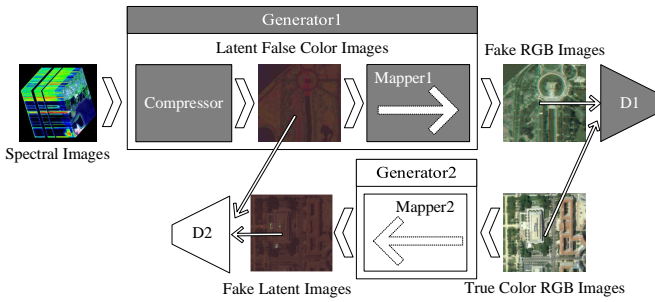 Generator1
Latent False Color Images
Fake RGB Images
Compressor
Mapper1
D1
Spectral Images
Generator2
Mapper2
D2
Fake Latent Images
True Color RGB Images